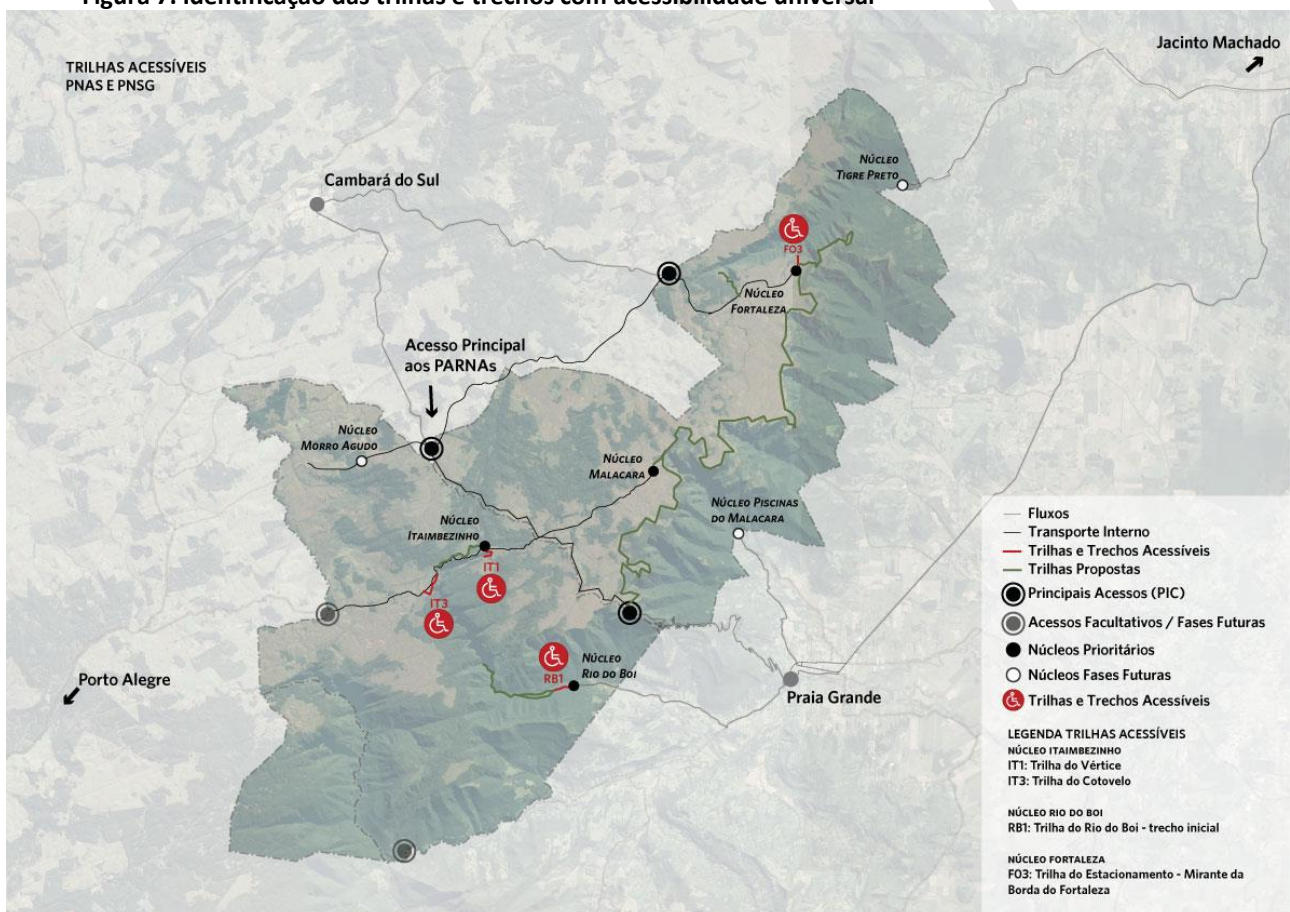 Figura 7. Identificação das trilhas e trechos com acessibilidade universal
TRILHAS ACESSÍVEIS
PNAS E PNSG
Jacinto Machado
Cambará do Sul
NÚCLEO
TIGRE PRETO
FO3
NÚCLEO
FORTALEZA
Acesso Principal
aos PARNAs
NÚCLEO
MORRO AGUDO
NÚCLEO
MALACARA
NÚCLEO PISCINAS
DO MALACARA
NÚCLEO
ITAIMBEZINHO
IT1
IT3
NÚCLEO
RIO DO BOI
RB1
Porto Alegre
Praia Grande
Fluxos
Transporte Interno
Trilhas e Trechos Acessíveis
Trilhas Propostas
Principais Acessos (PIC)
Acessos Facultativos / Fases Futuras
Núcleos Prioritários
Núcleos Fases Futuras
Trilhas e Trechos Acessíveis
LEGENDA TRILHAS ACESSÍVEIS
NÚCLEO ITAIMBEZINHO
IT1: Trilha do Vértice
IT3: Trilha do Cotovelo
NÚCLEO RIO DO BOI
RB1: Trilha do Rio do Boi - trecho inicial
NÚCLEO FORTALEZA
FO3: Trilha do Estacionamento - Mirante da
Borda do Fortaleza